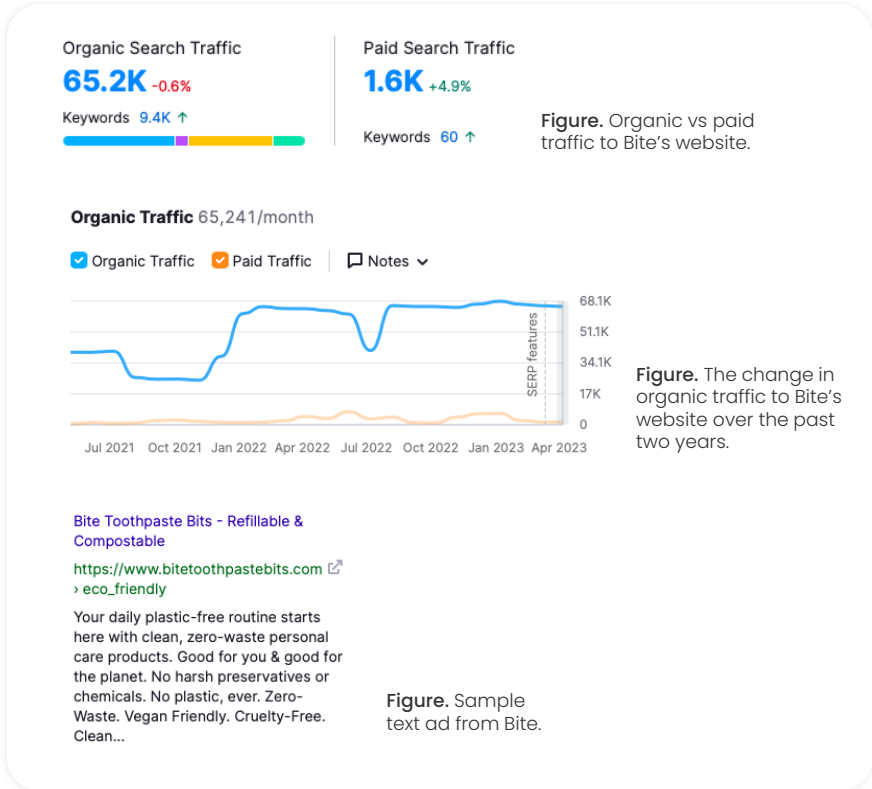 Organic Search Traffic
65.2K -0.6%
Keywords 9.4K ↑
Paid Search Traffic
1.6K +4.9%
Keywords 60 ↑
Figure. Organic vs paid
traffic to Bite's website.
Organic Traffic 65,241/month
Organic Traffic Paid Traffic Notes
68.1K
51.1K
34.1K
17K
0
SERP features
Jul 2021 Oct 2021 Jan 2022 Apr 2022 Jul 2022 Oct 2022 Jan 2023 Apr 2023
Figure. The change in
organic traffic to Bite's
website over the past
two years.
Bite Toothpaste Bits - Refillable &
Compostable
https://www.bitetoothpastebits.com
› eco_friendly
Your daily plastic-free routine starts
here with clean, zero-waste personal
care products. Good for you & good for
the planet. No harsh preservatives or
chemicals. No plastic, ever. Zero-
Waste. Vegan Friendly. Cruelty-Free.
Clean...
Figure. Sample
text ad from Bite.